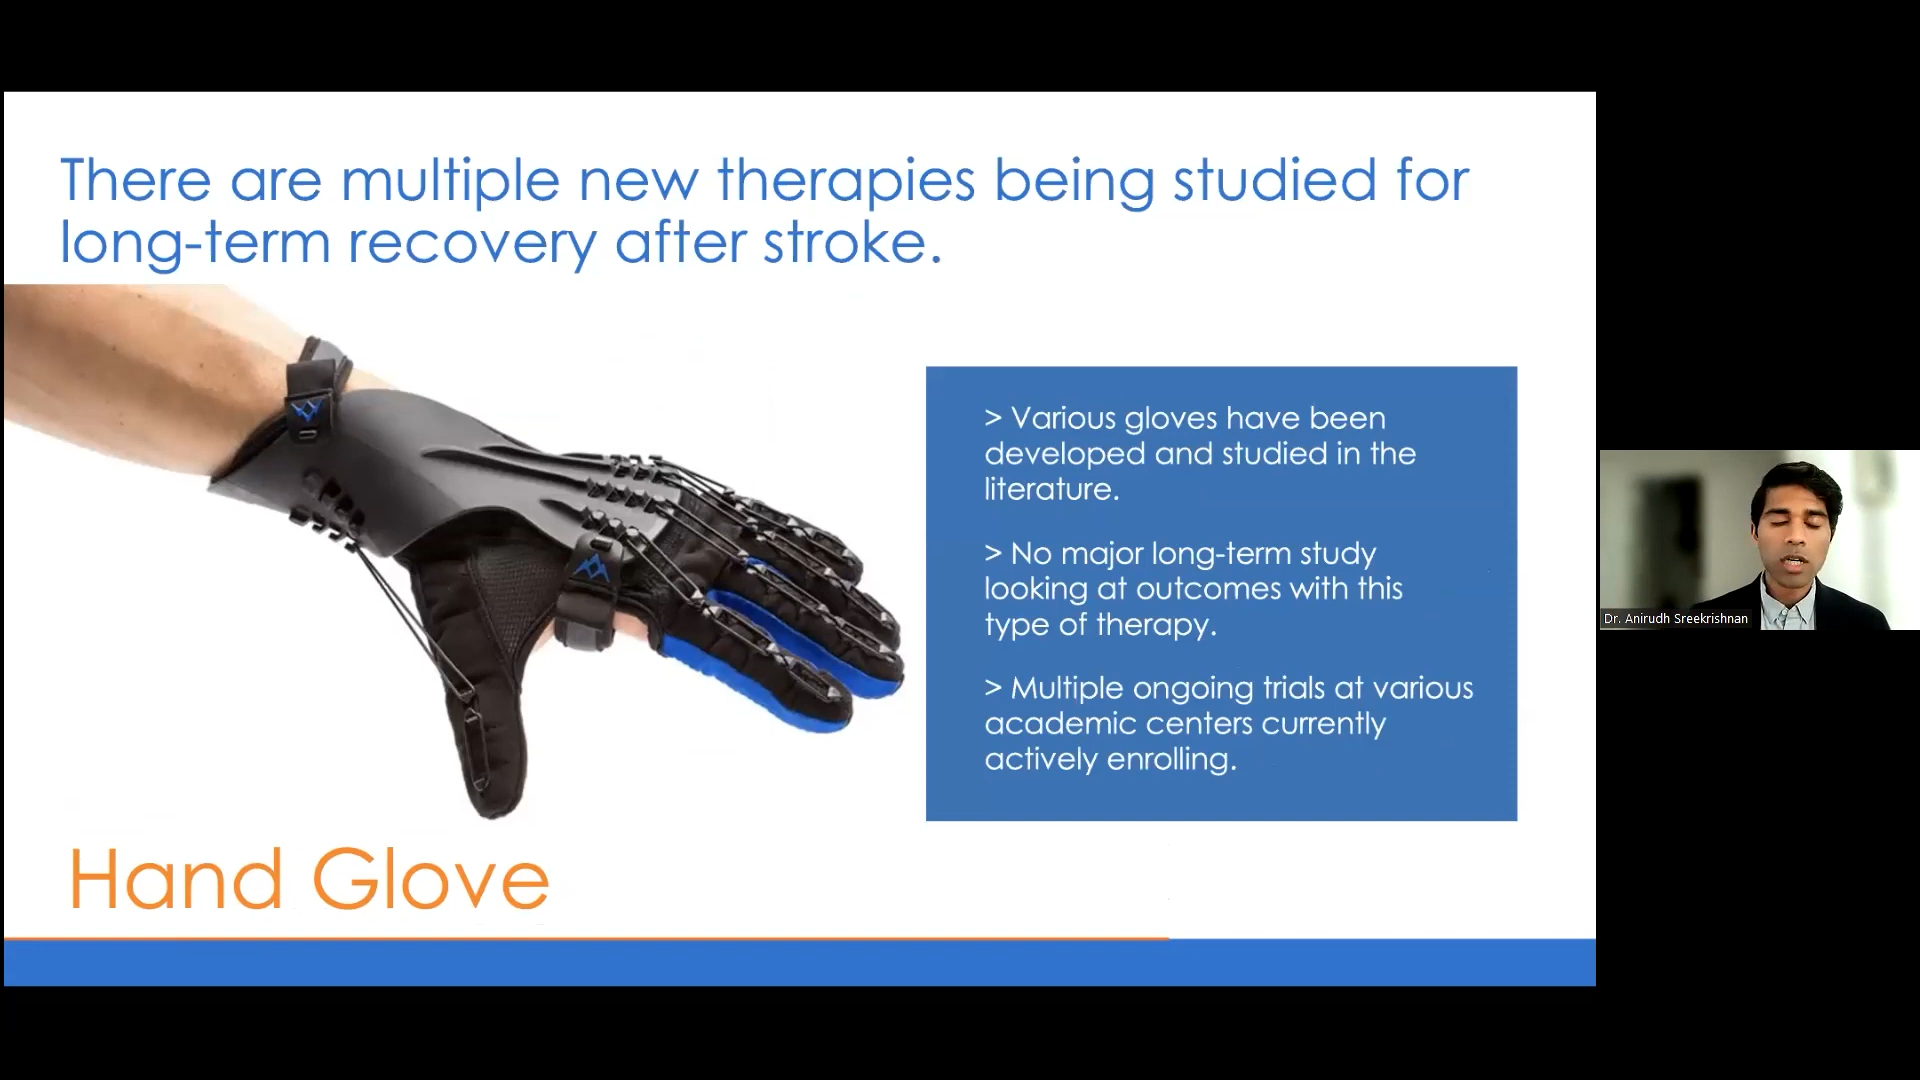 There are multiple new therapies being studied for
long-term recovery after stroke.
> Various gloves have been
developed and studied in the
literature.
> No major long-term study
looking at outcomes with this
type of therapy.
> Multiple ongoing trials at various
academic centers currently
actively enrolling.
Hand Glove
Dr. Anirudh Sreekrishnan